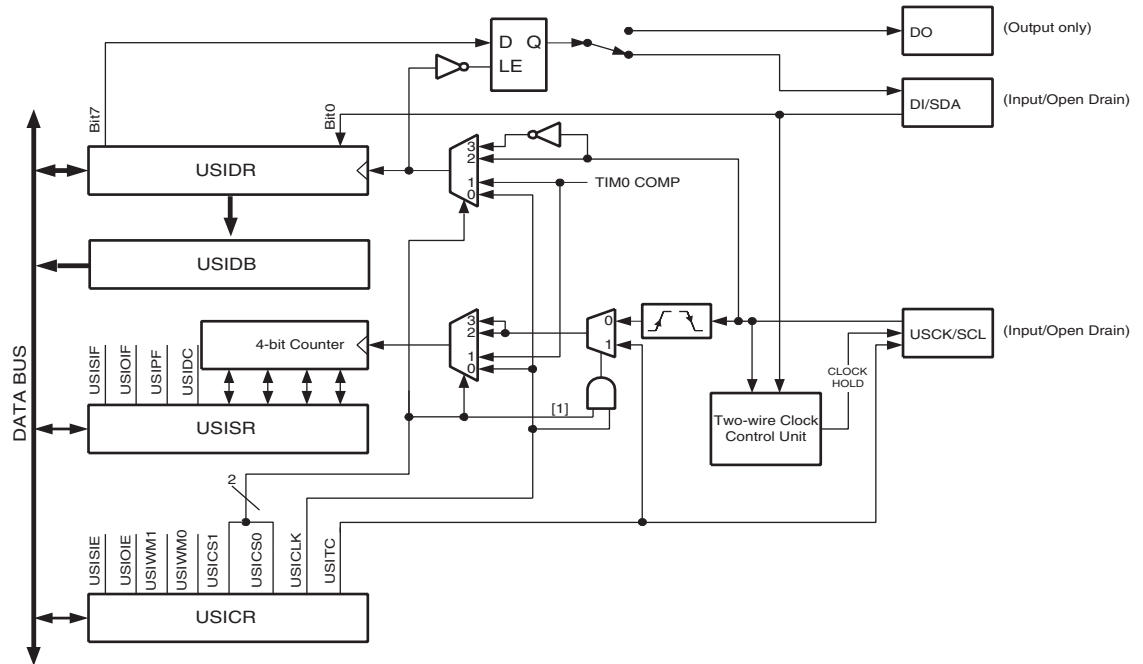 D Q
LE
DO
(Output only)
DI/SDA
(Input/Open Drain)
Bit7
Bit0
USIDR
3
2
1
0
TIM0 COMP
USIDB
4-bit Counter
3
2
1
0
0
1
USCK/SCL
(Input/Open Drain)
CLOCK
HOLD
Two-wire Clock
Control Unit
[1]
DATA BUS
USISIF
USIOIF
USIPF
USIDC
USISR
2
USISIE
USIOIE
USIWM1
USIWM0
USICS1
USICS0
USICLK
USITC
USICR